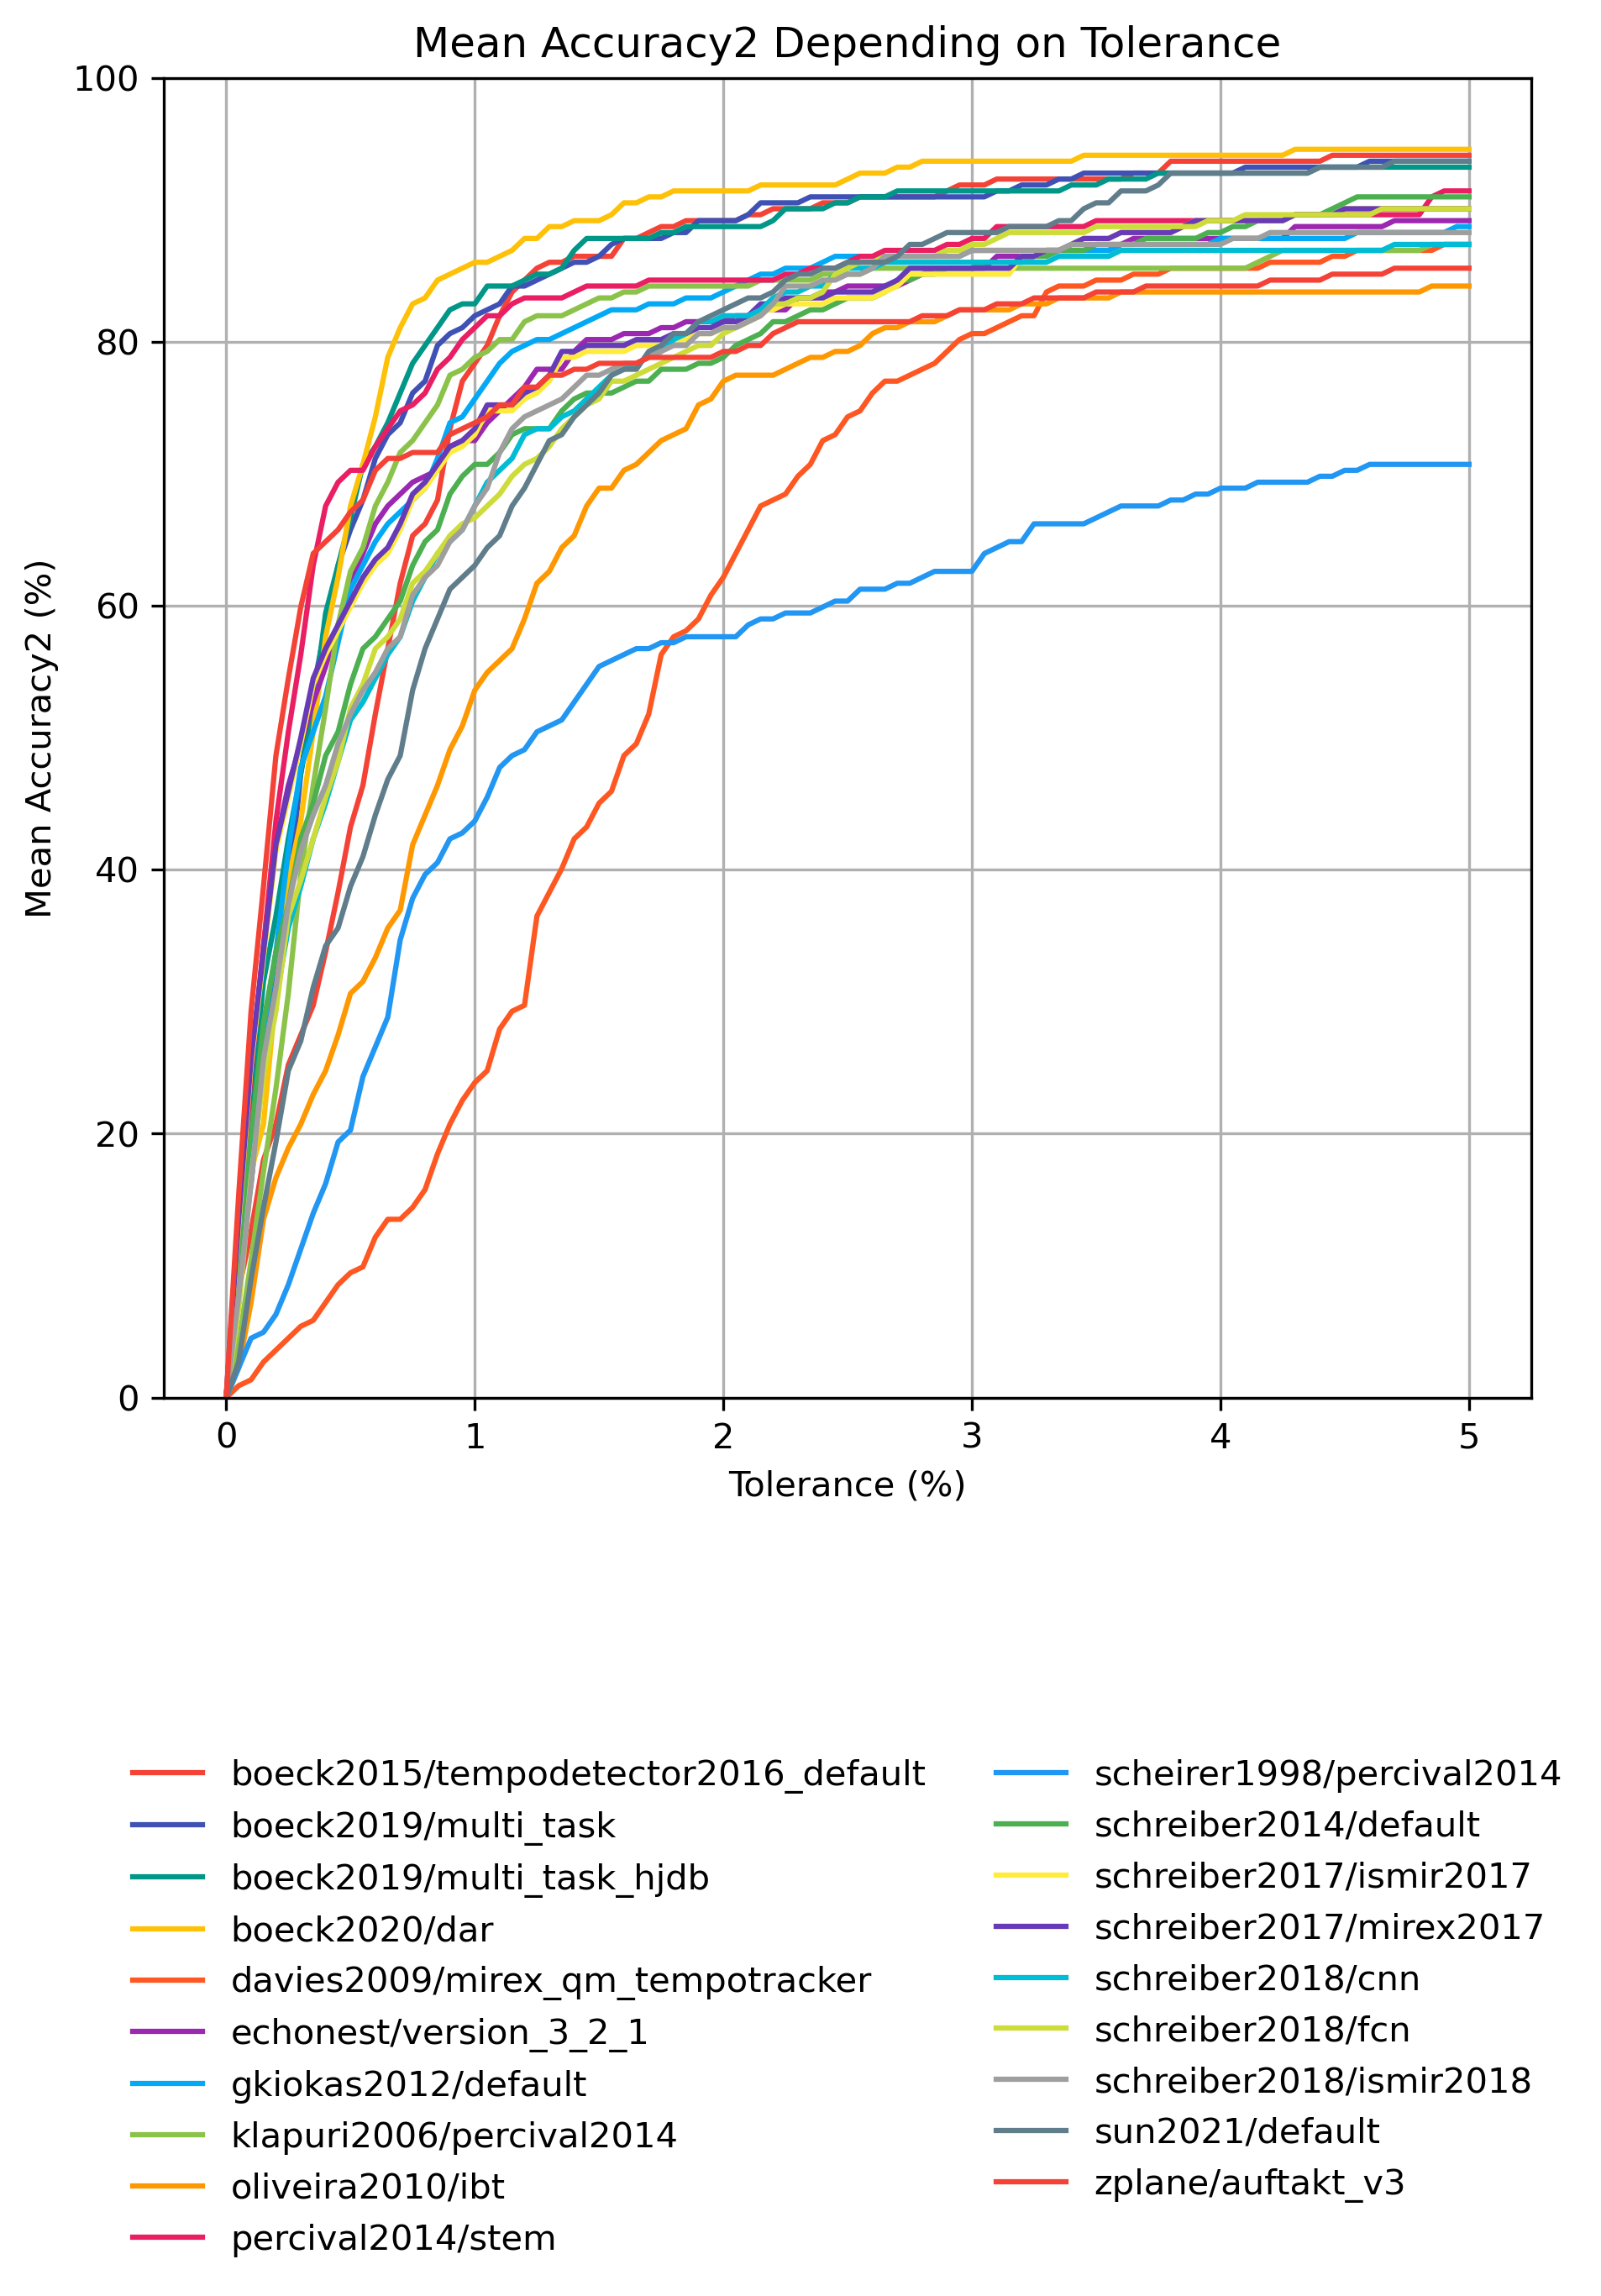 Mean Accuracy2 Depending on Tolerance
100
80
60
40
20
0
Mean Accuracy2 (%)
0 1 2 3 4 5
Tolerance (%)
boeck2015/tempodetector2016_default
boeck2019/multi_task
boeck2019/multi_task_hjdb
boeck2020/dar
davies2009/mirex_qm_tempotracker
echonest/version_3_2_1
gkiokas2012/default
klapuri2006/percival2014
oliveira2010/ibt
percival2014/stem
scheirer1998/percival2014
schreiber2014/default
schreiber2017/ismir2017
schreiber2017/mirex2017
schreiber2018/cnn
schreiber2018/fcn
schreiber2018/ismir2018
sun2021/default
zplane/auftakt_v3